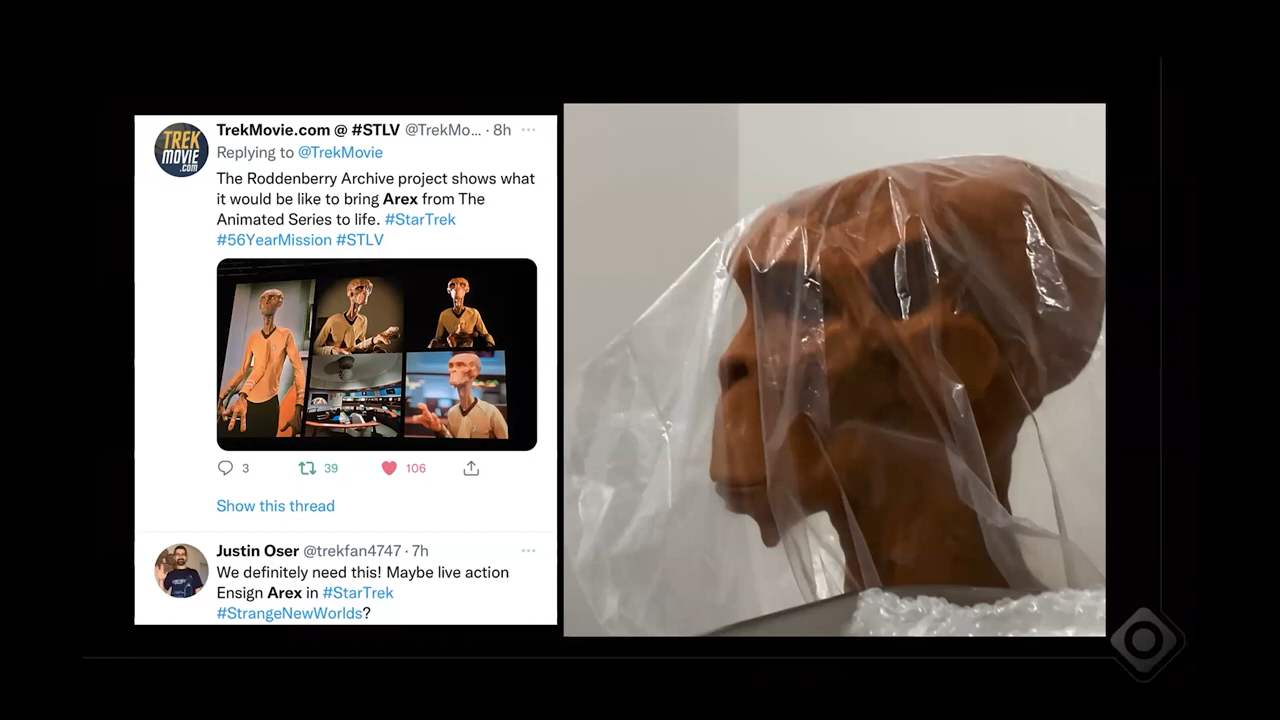 TREK
MOVIE
.COM
TrekMovie.com @ #STLV @TrekMo... · 8h ...
Replying to @TrekMovie
The Roddenberry Archive project shows what
it would be like to bring Arex from The
Animated Series to life. #StarTrek
#56YearMission #STLV
3 39 106
Show this thread
Justin Oser @trekfan4747 · 7h ...
We definitely need this! Maybe live action
Ensign Arex in #StarTrek
#StrangeNewWorlds?